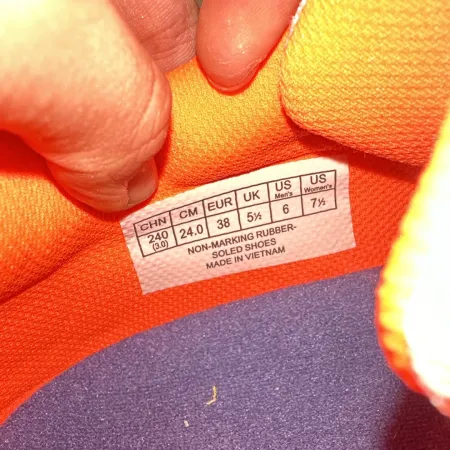 CHN CM EUR UK US Men's US Women's
240 (3.0) 24.0 38 5½ 6 7½
NON-MARKING RUBBER-
SOLED SHOES
MADE IN VIETNAM